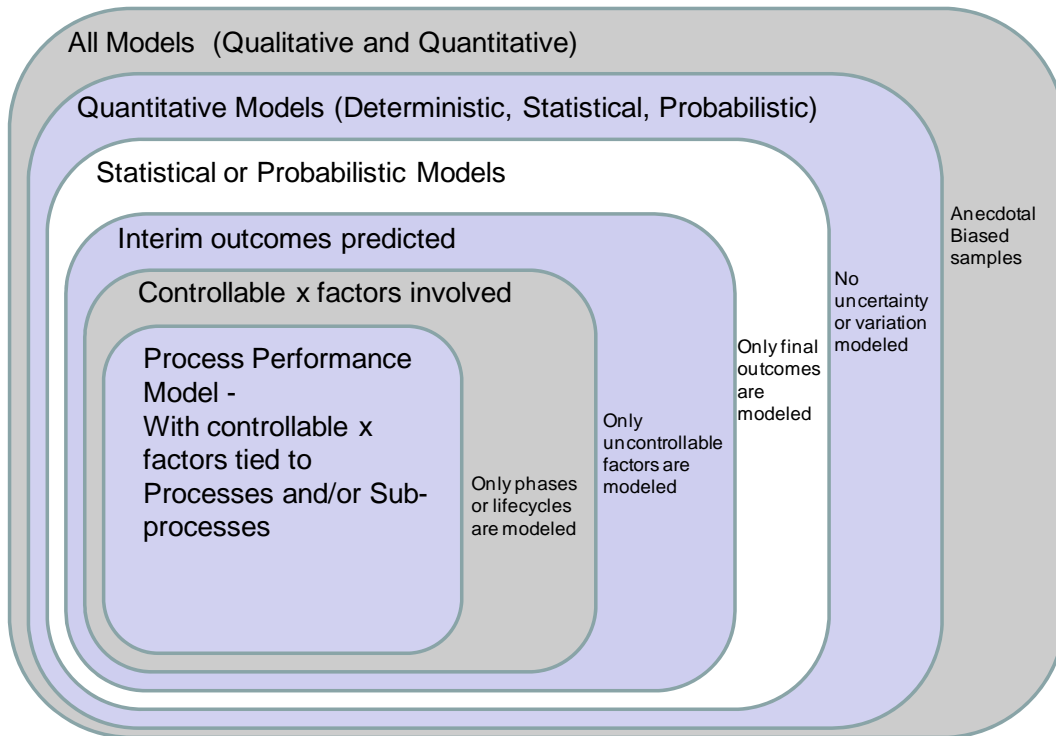 All Models (Qualitative and Quantitative)
Quantitative Models (Deterministic, Statistical, Probabilistic)
Statistical or Probabilistic Models
Interim outcomes predicted
Controllable x factors involved
Process Performance
Model -
With controllable x
factors tied to
Processes and/or Sub-
processes
Only phases
or lifecycles
are modeled
Only
uncontrollable
factors are
modeled
Only final
outcomes
are
modeled
No
uncertainty
or variation
modeled
Anecdotal
Biased
samples